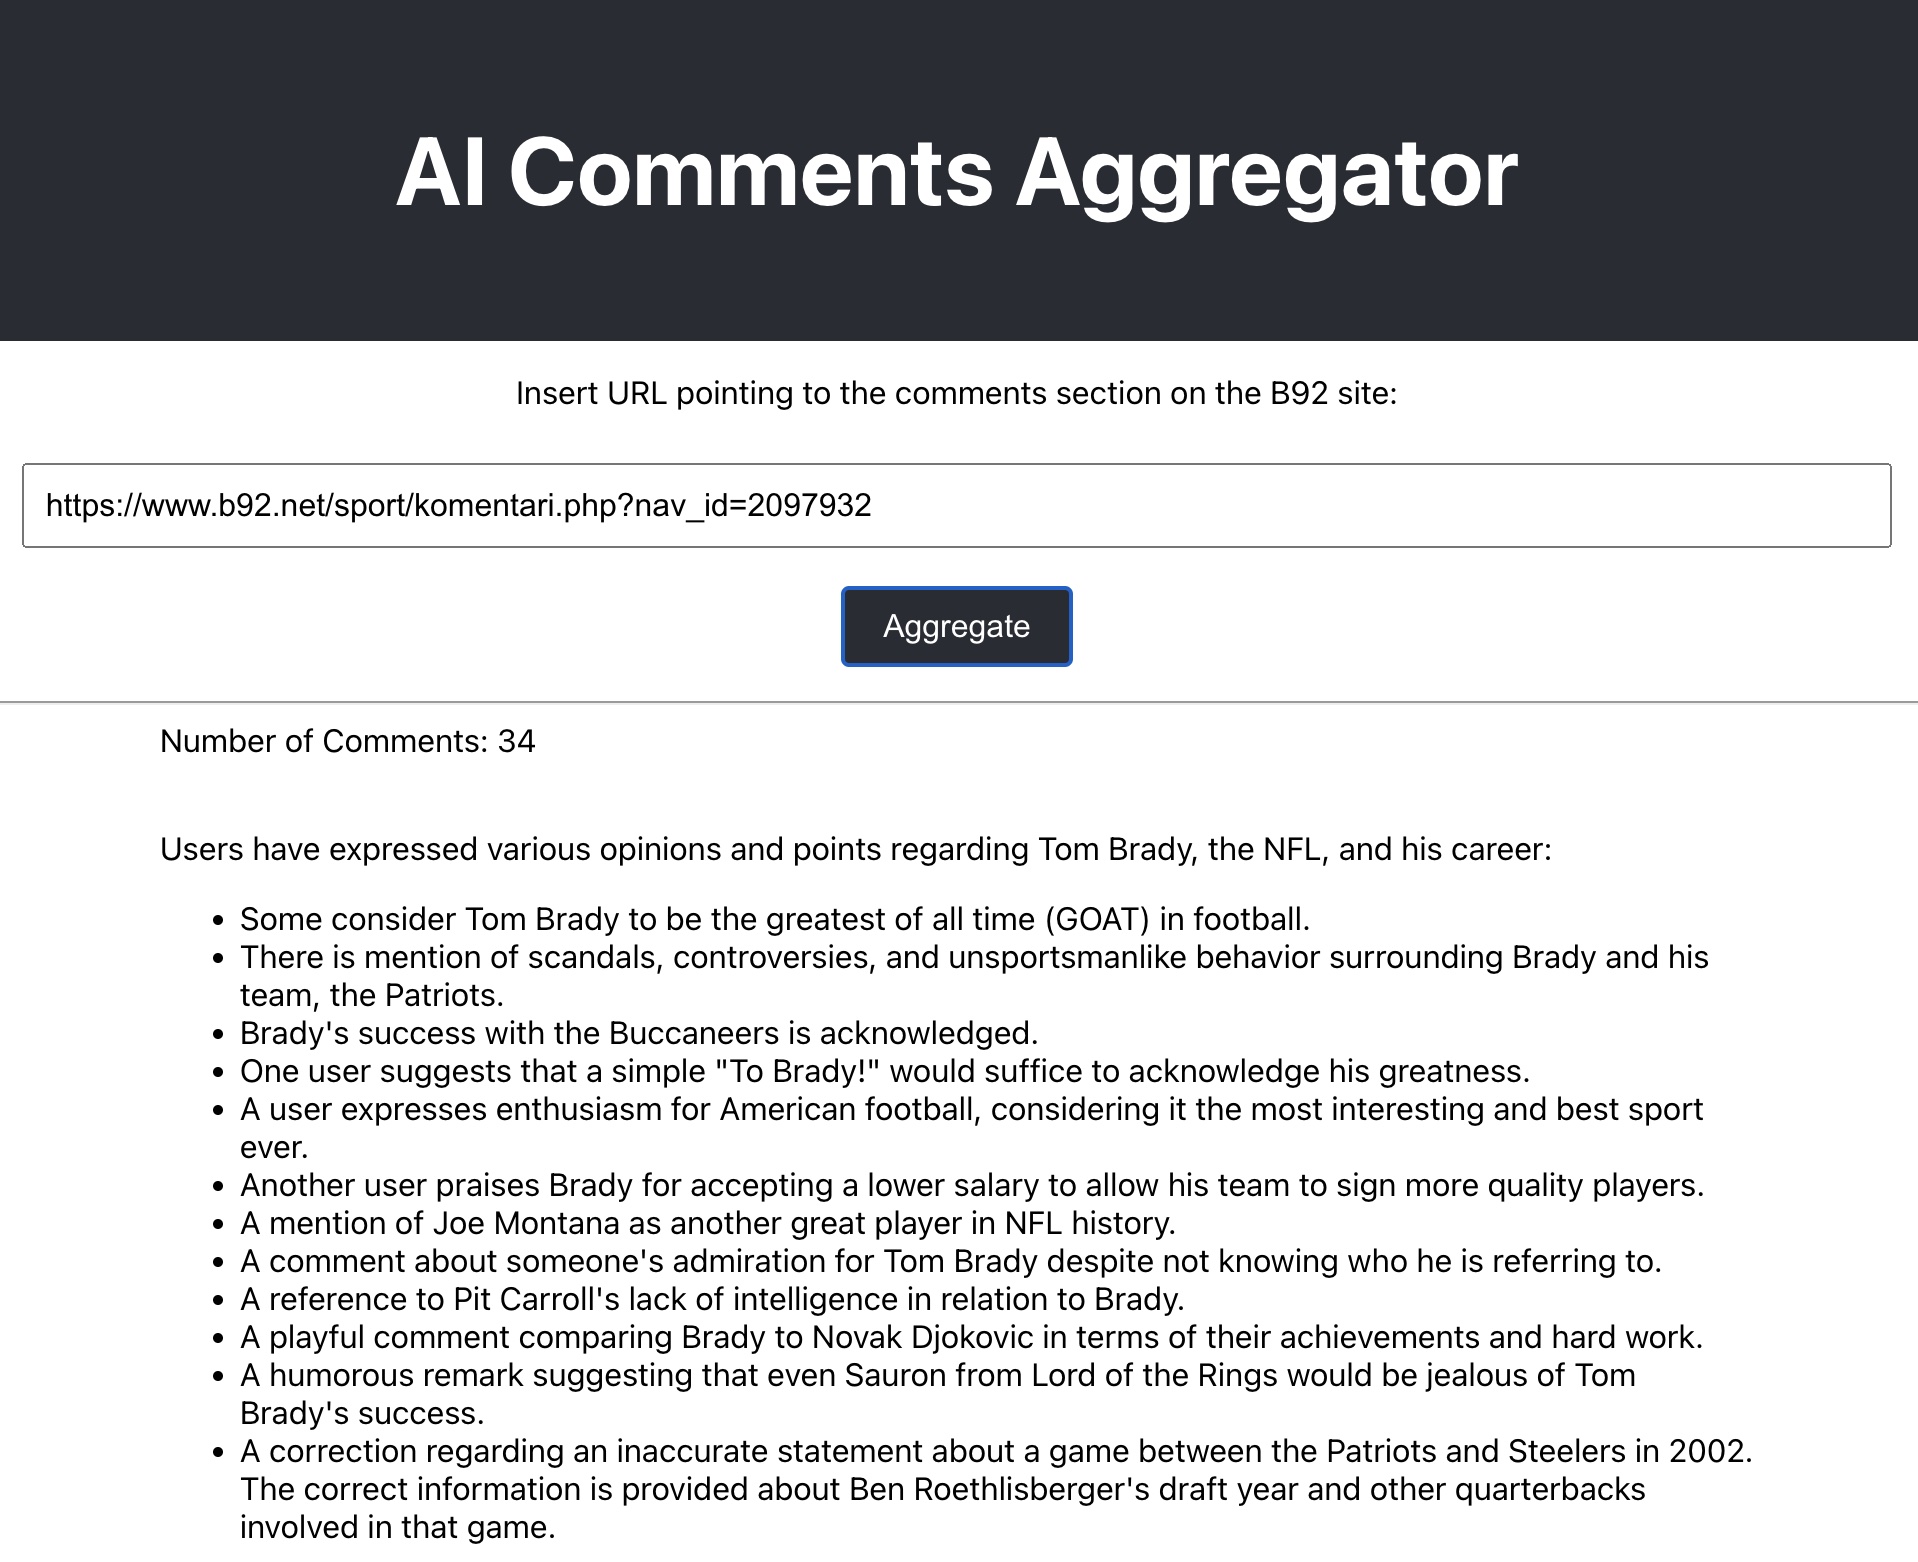 AI Comments Aggregator
Insert URL pointing to the comments section on the B92 site:
https://www.b92.net/sport/komentari.php?nav_id=2097932
Aggregate
Number of Comments: 34
Users have expressed various opinions and points regarding Tom Brady, the NFL, and his career:
• Some consider Tom Brady to be the greatest of all time (GOAT) in football.
• There is mention of scandals, controversies, and unsportsmanlike behavior surrounding Brady and his
team, the Patriots.
• Brady's success with the Buccaneers is acknowledged.
• One user suggests that a simple "To Brady!" would suffice to acknowledge his greatness.
• A user expresses enthusiasm for American football, considering it the most interesting and best sport
ever.
• Another user praises Brady for accepting a lower salary to allow his team to sign more quality players.
• A mention of Joe Montana as another great player in NFL history.
• A comment about someone's admiration for Tom Brady despite not knowing who he is referring to.
• A reference to Pit Carroll's lack of intelligence in relation to Brady.
• A playful comment comparing Brady to Novak Djokovic in terms of their achievements and hard work.
• A humorous remark suggesting that even Sauron from Lord of the Rings would be jealous of Tom
Brady's success.
• A correction regarding an inaccurate statement about a game between the Patriots and Steelers in 2002.
The correct information is provided about Ben Roethlisberger's draft year and other quarterbacks
involved in that game.